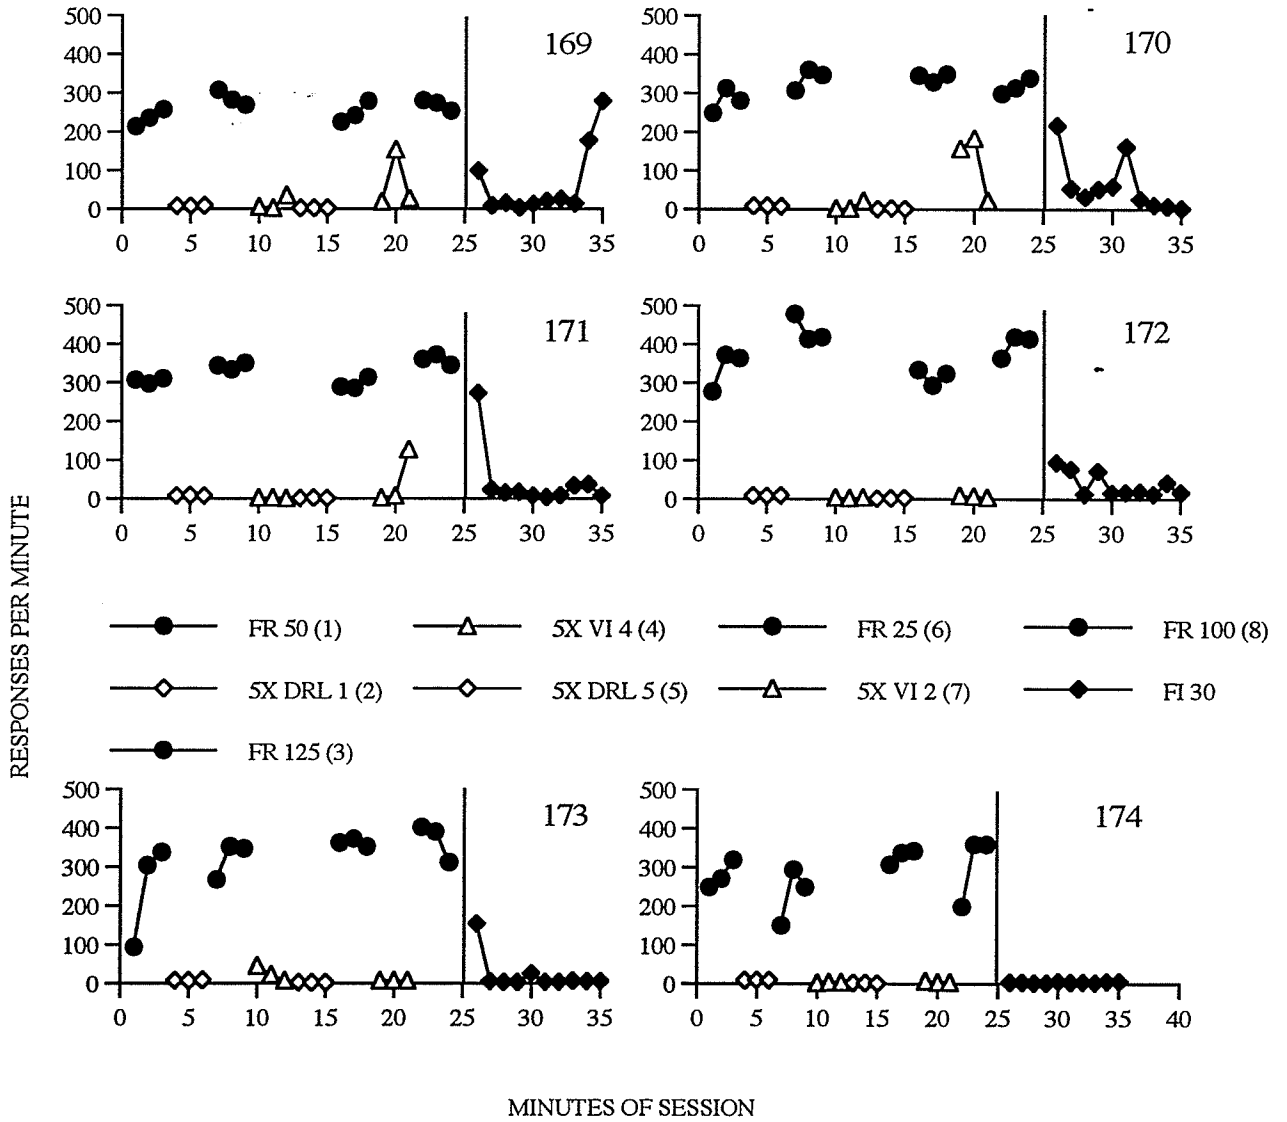 500 400 300 200 100 0
169
0 5 10 15 20 25 30 35
500 400 300 200 100 0
170
0 5 10 15 20 25 30 35
500 400 300 200 100 0
171
0 5 10 15 20 25 30 35
500 400 300 200 100 0
172
0 5 10 15 20 25 30 35
RESPONSES PER MINUTE
FR 50 (1) 5X VI 4 (4) FR 25 (6) FR 100 (8)
5X DRL 1 (2) 5X DRL 5 (5) 5X VI 2 (7) FI 30
FR 125 (3)
500 400 300 200 100 0
173
0 5 10 15 20 25 30 35
500 400 300 200 100 0
174
0 5 10 15 20 25 30 35 40
MINUTES OF SESSION